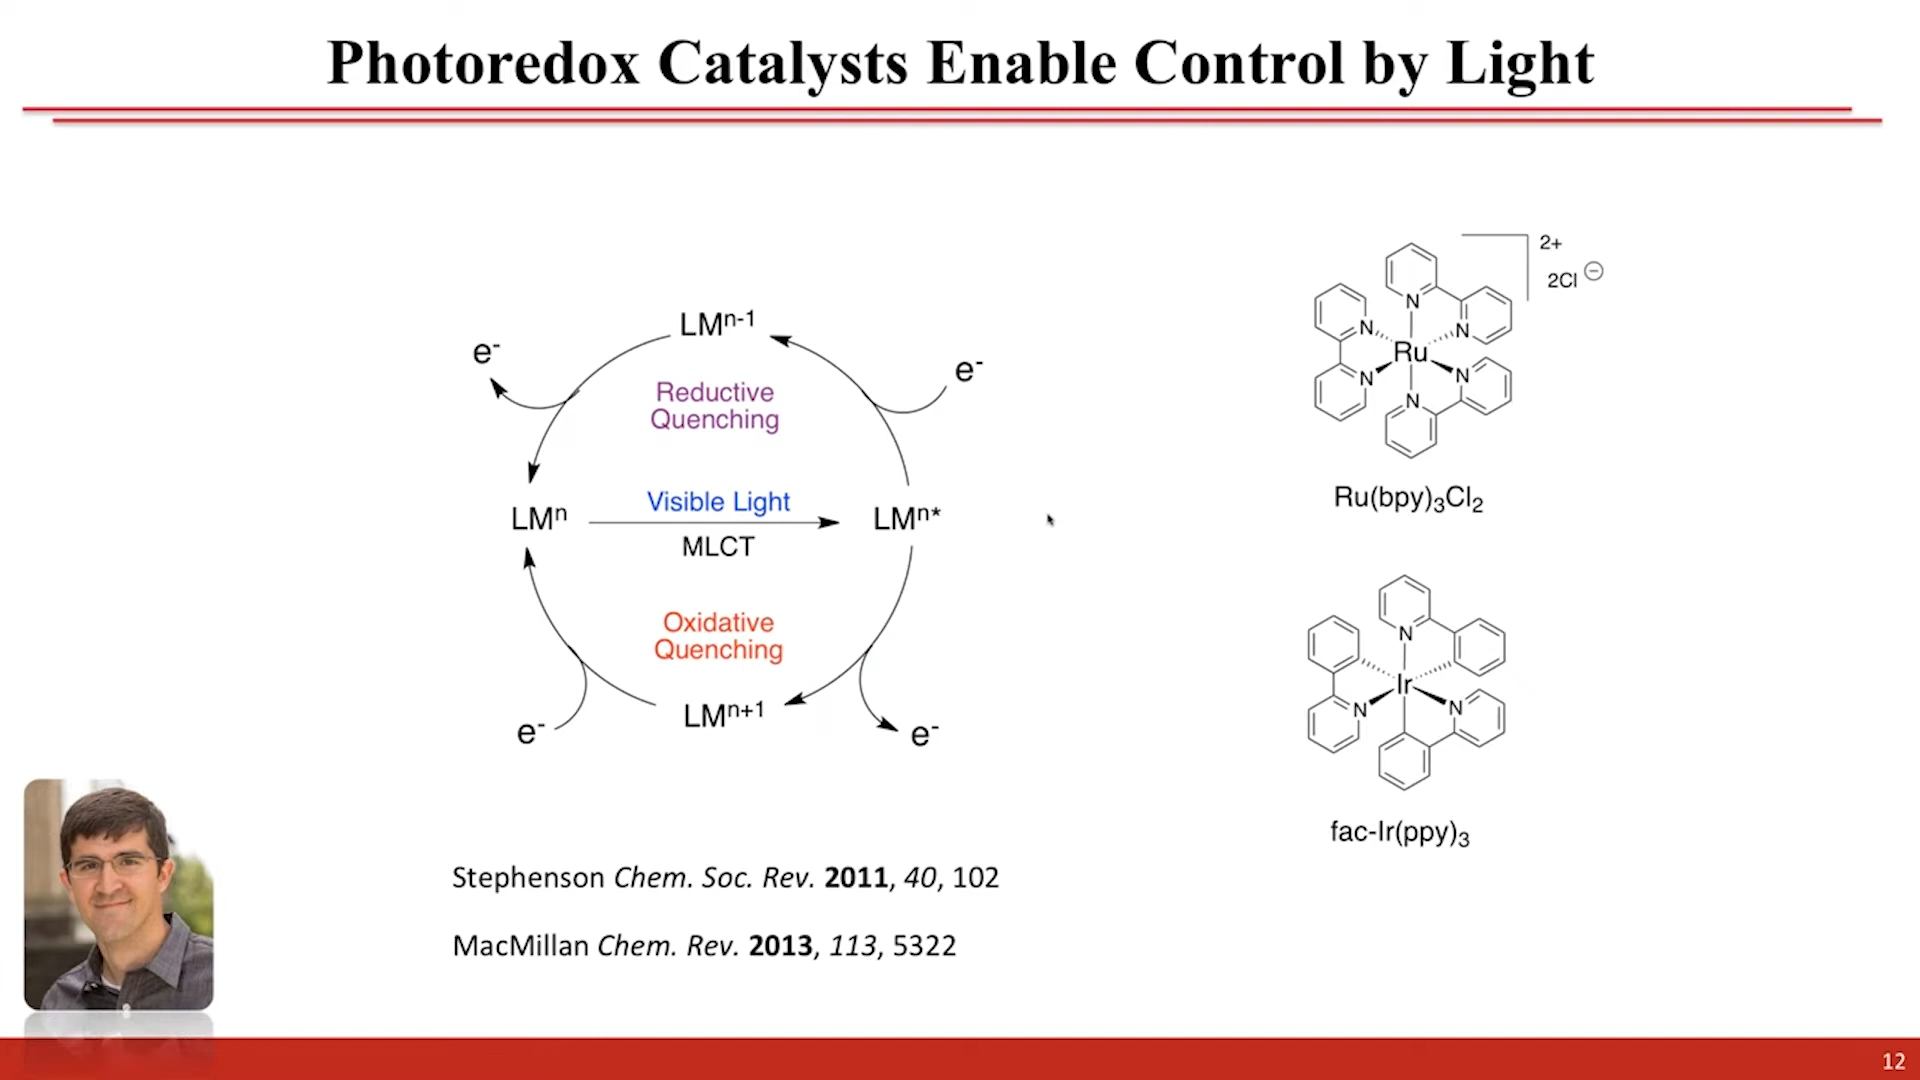 Photoredox Catalysts Enable Control by Light
LMⁿ⁻¹
e⁻
e⁻
Reductive
Quenching
Visible Light
LMⁿ
LMⁿ*
MLCT
Oxidative
Quenching
LMⁿ⁺¹
e⁻
e⁻
2+
2Cl ⊖
N
N
N
Ru
N
N
N
Ru(bpy)₃Cl₂
N
Ir
N
N
fac-Ir(ppy)₃
Stephenson Chem. Soc. Rev. 2011, 40, 102
MacMillan Chem. Rev. 2013, 113, 5322
12